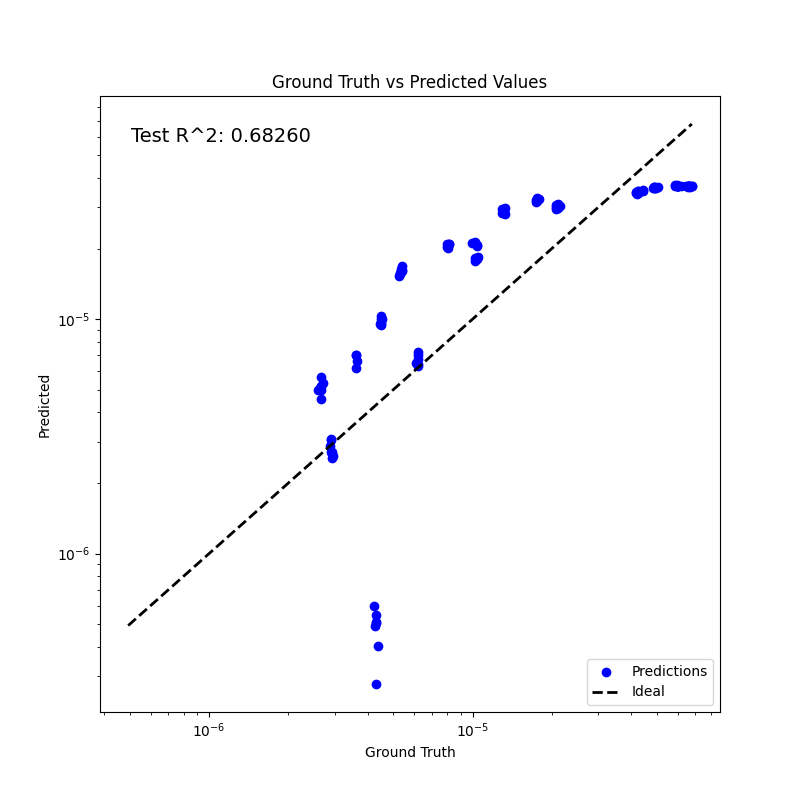 Ground Truth vs Predicted Values
Test R^2: 0.68260
10⁻⁵
10⁻⁶
Predicted
10⁻⁶
10⁻⁵
Ground Truth
Predictions
Ideal